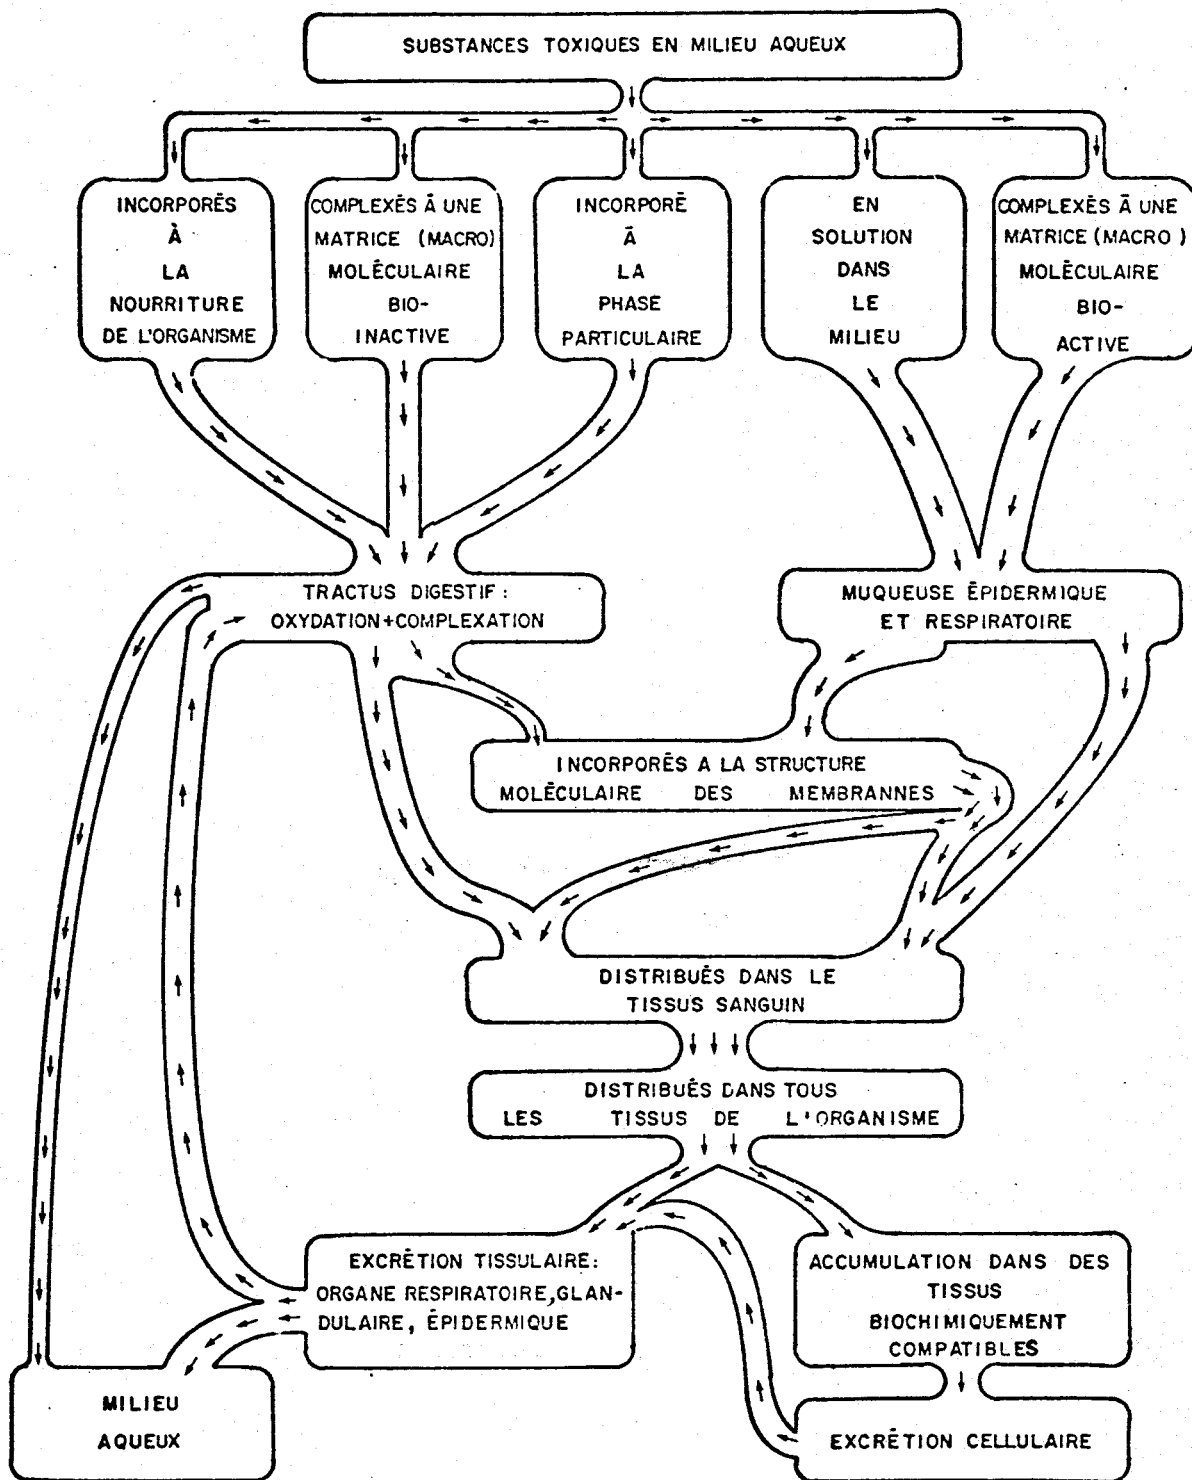 SUBSTANCES TOXIQUES EN MILIEU AQUEUX
INCORPORÉS
À
LA
NOURRITURE
DE L'ORGANISME
COMPLEXÉS Ā UNE
MATRICE (MACRO)
MOLÉCULAIRE
BIO-
INACTIVE
INCORPORÉ
Ā
LA
PHASE
PARTICULAIRE
EN
SOLUTION
DANS
LE
MILIEU
COMPLEXÉS Ā UNE
MATRICE (MACRO )
MOLÉCULAIRE
BIO-
ACTIVE
TRACTUS DIGESTIF :
OXYDATION+COMPLEXATION
MUQUEUSE ÉPIDERMIQUE
ET RESPIRATOIRE
INCORPORÉS A LA STRUCTURE
MOLÉCULAIRE DES MEMBRANNES
DISTRIBUÉS DANS LE
TISSUS SANGUIN
DISTRIBUÉS DANS TOUS
LES TISSUS DE L'ORGANISME
EXCRÉTION TISSULAIRE:
ORGANE RESPIRATOIRE, GLAN-
DULAIRE, ÉPIDERMIQUE
ACCUMULATION DANS DES
TISSUS
BIOCHIMIQUEMENT
COMPATIBLES
MILIEU
AQUEUX
EXCRÉTION CELLULAIRE